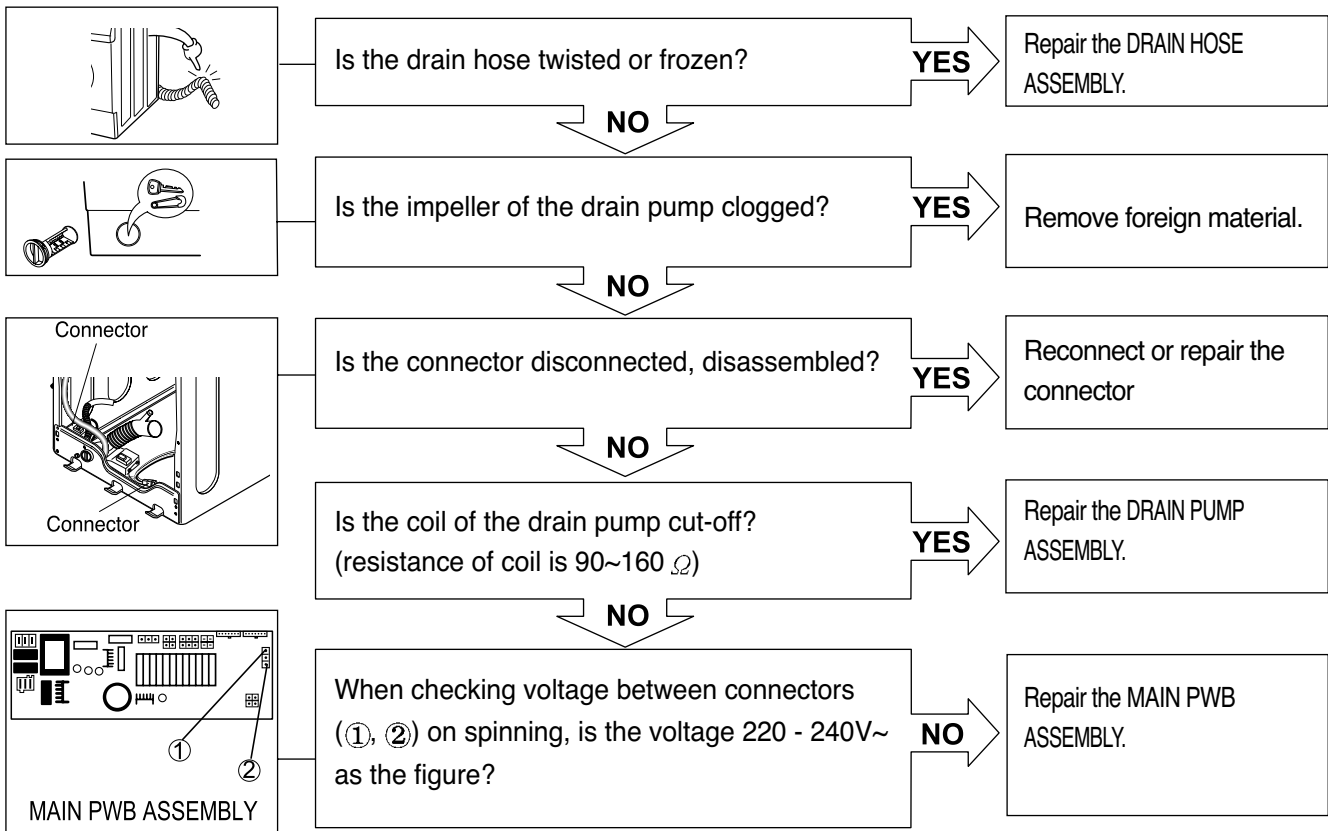 Is the drain hose twisted or frozen?
YES
Repair the DRAIN HOSE
ASSEMBLY.
NO
Is the impeller of the drain pump clogged?
YES
Remove foreign material.
NO
Connector
Connector
Is the connector disconnected, disassembled?
YES
Reconnect or repair the
connector
NO
Is the coil of the drain pump cut-off?
(resistance of coil is 90~160 Ω)
YES
Repair the DRAIN PUMP
ASSEMBLY.
NO
①
②
MAIN PWB ASSEMBLY
When checking voltage between connectors
(①, ②) on spinning, is the voltage 220 - 240V~
as the figure?
NO
Repair the MAIN PWB
ASSEMBLY.